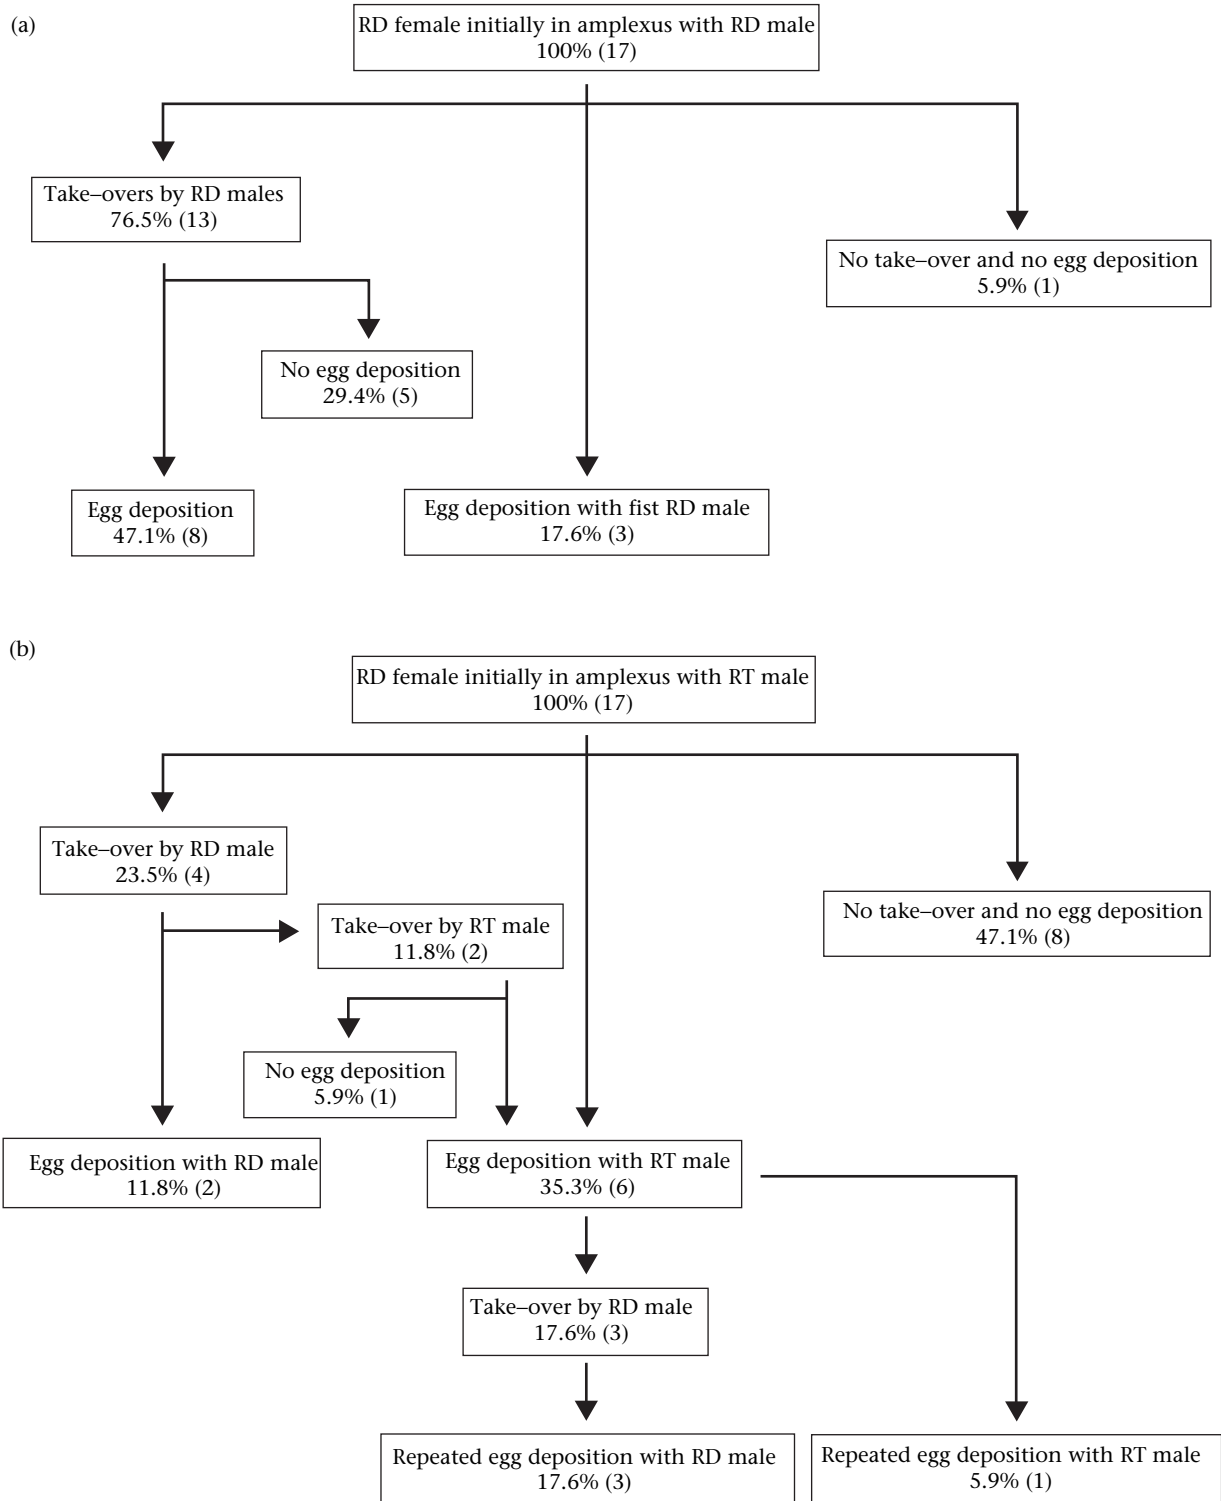 (a)
RD female initially in amplexus with RD male
100% (17)
Take–overs by RD males
76.5% (13)
No take–over and no egg deposition
5.9% (1)
No egg deposition
29.4% (5)
Egg deposition
47.1% (8)
Egg deposition with fist RD male
17.6% (3)
(b)
RD female initially in amplexus with RT male
100% (17)
Take–over by RD male
23.5% (4)
No take–over and no egg deposition
47.1% (8)
Take–over by RT male
11.8% (2)
No egg deposition
5.9% (1)
Egg deposition with RD male
11.8% (2)
Egg deposition with RT male
35.3% (6)
Take–over by RD male
17.6% (3)
Repeated egg deposition with RD male
17.6% (3)
Repeated egg deposition with RT male
5.9% (1)